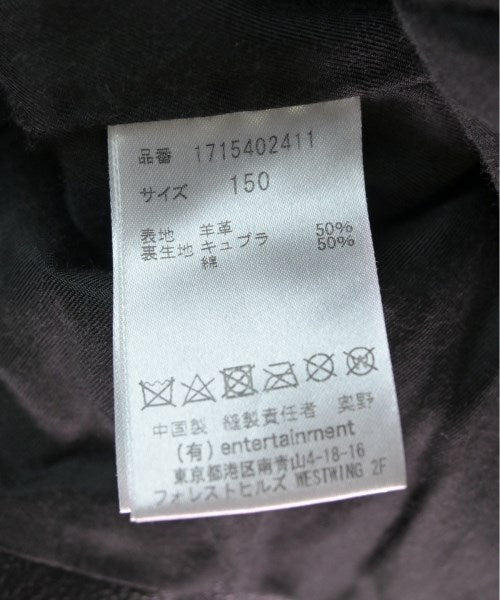 品番 1715402411
サイズ 150
表地 羊革
裏生地 キュプラ 50%
綿 50%
中国製 縫製責任者 奥野
(有) entertainment
東京都港区南青山4-18-16
フォレストヒルズ WESTWING 2F